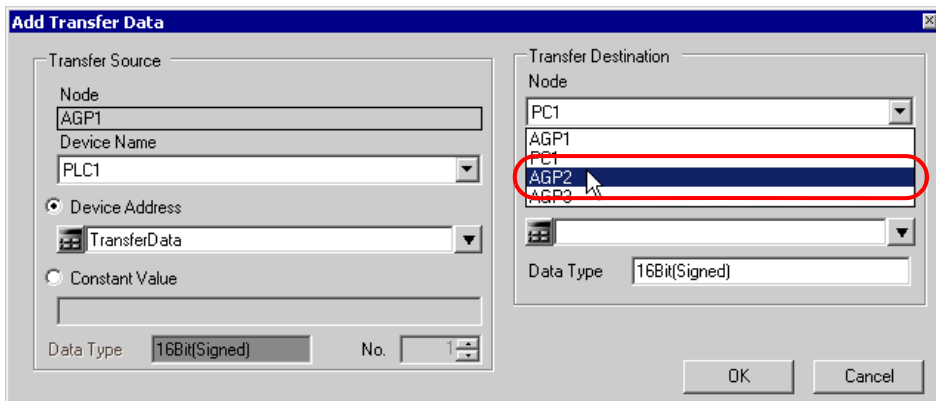 Add Transfer Data
Transfer Source
Node
AGP1
Device Name
PLC1
Device Address
TransferData
Constant Value
Data Type 16Bit(Signed) No. 1
Transfer Destination
Node
PC1
AGP1
PC1
AGP2
AGP3
Data Type 16Bit(Signed)
OK Cancel